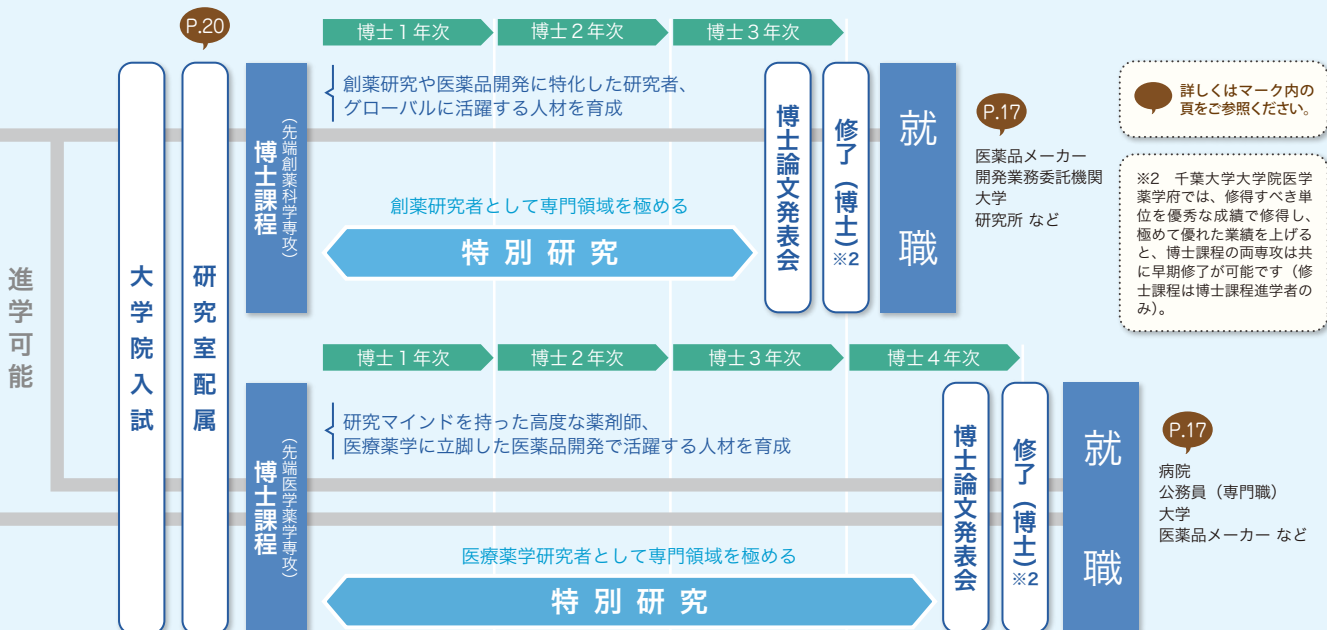 進学可能
大学院入試
P.20
研究室配属
博士課程
（先端創薬科学専攻）
博士１年次
博士２年次
博士３年次
創薬研究や医薬品開発に特化した研究者、
グローバルに活躍する人材を育成
創薬研究者として専門領域を極める
特別研究
博士論文発表会
修了（博士）※2
就職
P.17
医薬品メーカー
開発業務委託機関
大学
研究所 など
詳しくはマーク内の
頁をご参照ください。
※2　千葉大学大学院医学
薬学府では、修得すべき単
位を優秀な成績で修得し、
極めて優れた業績を上げる
と、博士課程の両専攻は共
に早期修了が可能です（修
士課程は博士課程進学者の
み）。
博士課程
（先端医学薬学専攻）
博士１年次
博士２年次
博士３年次
博士４年次
研究マインドを持った高度な薬剤師、
医療薬学に立脚した医薬品開発で活躍する人材を育成
医療薬学研究者として専門領域を極める
特別研究
博士論文発表会
修了（博士）※2
就職
P.17
病院
公務員（専門職）
大学
医薬品メーカー など